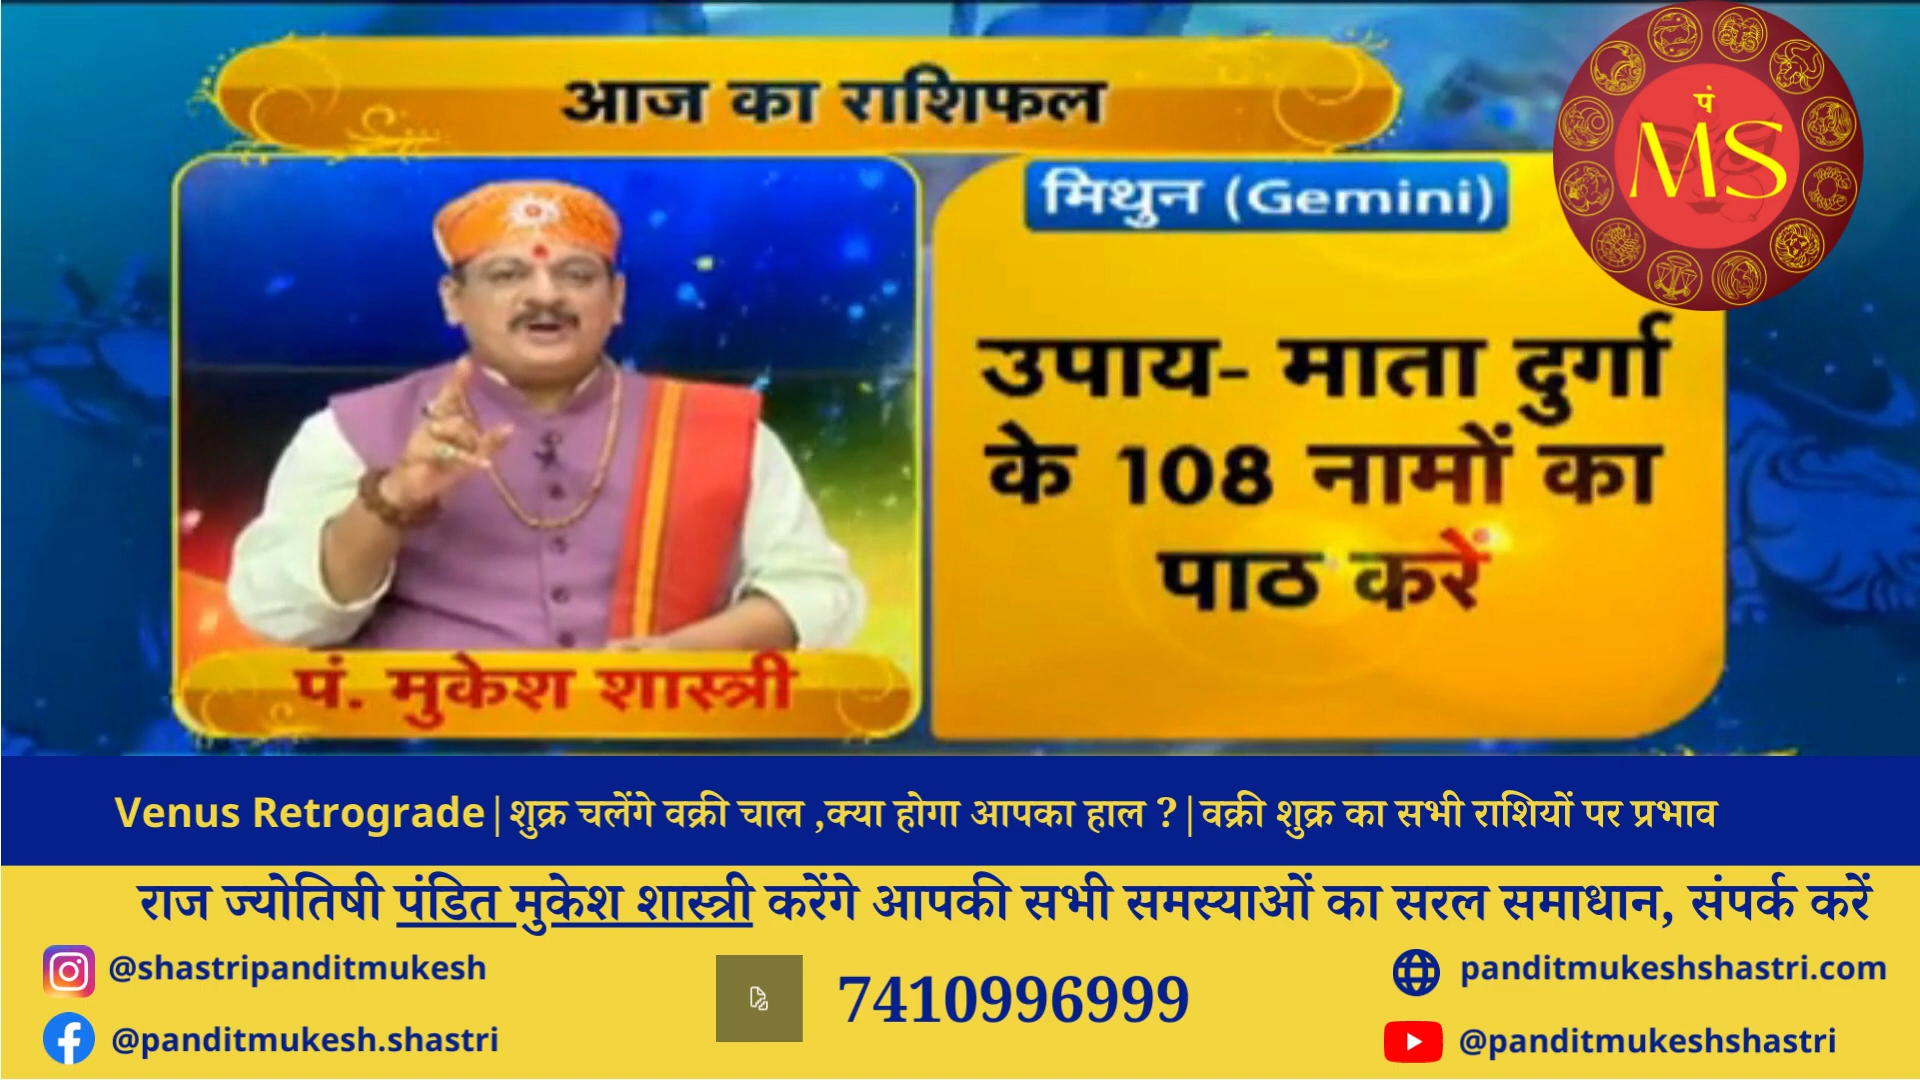 आज का राशिफल
पं
MS
मिथुन (Gemini)
उपाय- माता दुर्गा
के 108 नामों का
पाठ करें
पं. मुकेश शास्त्री
Venus Retrograde|शुक्र चलेंगे वक्री चाल ,क्या होगा आपका हाल ?|वक्री शुक्र का सभी राशियों पर प्रभाव
राज ज्योतिषी पंडित मुकेश शास्त्री करेंगे आपकी सभी समस्याओं का सरल समाधान, संपर्क करें
@shastripanditmukesh
@panditmukesh.shastri
7410996999
panditmukeshshastri.com
@panditmukeshshastri